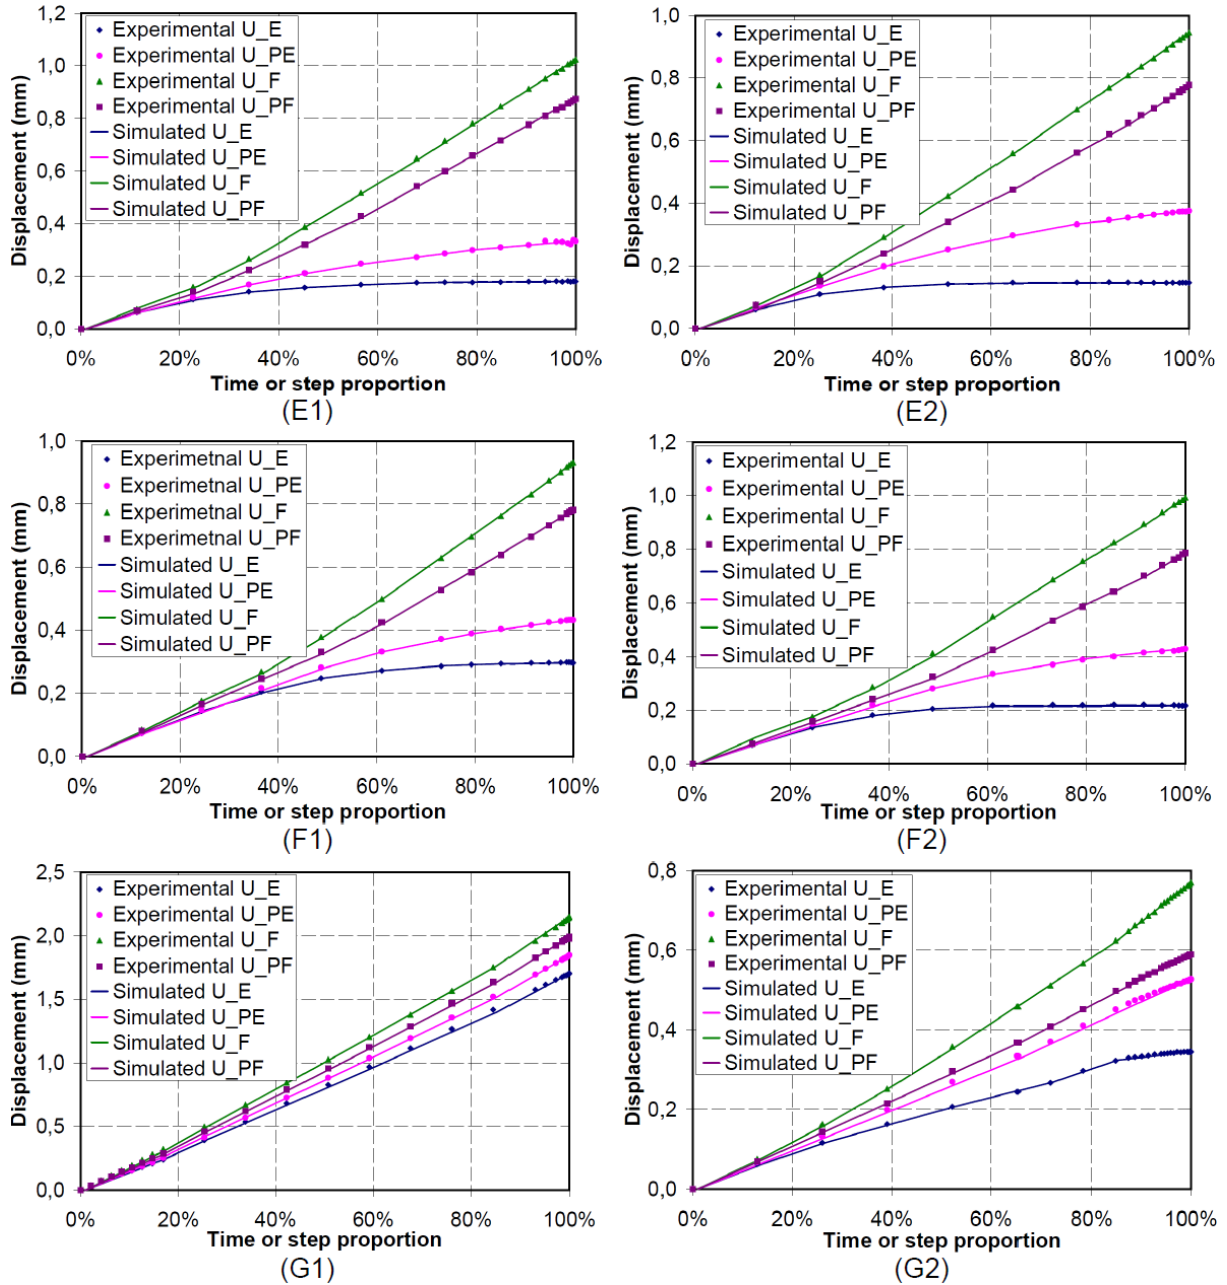 1,2
1,0
0,8
0,6
0,4
0,2
0,0
Displacement (mm)
Experimental U_E
Experimental U_PE
Experimental U_F
Experimental U_PF
Simulated U_E
Simulated U_PE
Simulated U_F
Simulated U_PF
0% 20% 40% 60% 80% 100%
Time or step proportion
(E1)
1,0
0,8
0,6
0,4
0,2
0,0
Displacement (mm)
Experimental U_E
Experimental U_PE
Experimental U_F
Experimental U_PF
Simulated U_E
Simulated U_PE
Simulated U_F
Simulated U_PF
0% 20% 40% 60% 80% 100%
Time or step proportion
(E2)
1,0
0,8
0,6
0,4
0,2
0,0
Displacement (mm)
Experimetnal U_E
Experimetnal U_PE
Experimetnal U_F
Experimetnal U_PF
Simulated U_E
Simulated U_PE
Simulated U_F
Simulated U_PF
0% 20% 40% 60% 80% 100%
Time or step proportion
(F1)
1,2
1,0
0,8
0,6
0,4
0,2
0,0
Displacement (mm)
Experimental U_E
Experimental U_PE
Experimental U_F
Experimental U_PF
Simulated U_E
Simulated U_PE
Simulated U_F
Simulated U_PF
0% 20% 40% 60% 80% 100%
Time or step proportion
(F2)
2,5
2,0
1,5
1,0
0,5
0,0
Displacement (mm)
Experimental U_E
Experimental U_PE
Experimental U_F
Experimental U_PF
Simulated U_E
Simulated U_PE
Simulated U_F
Simulated U_PF
0% 20% 40% 60% 80% 100%
Time or step proportion
(G1)
0,8
0,6
0,4
0,2
0,0
Displacement (mm)
Experimental U_E
Experimental U_PE
Experimental U_F
Experimental U_PF
Simulated U_E
Simulated U_PE
Simulated U_F
Simulated U_PF
0% 20% 40% 60% 80% 100%
Time or step proportion
(G2)